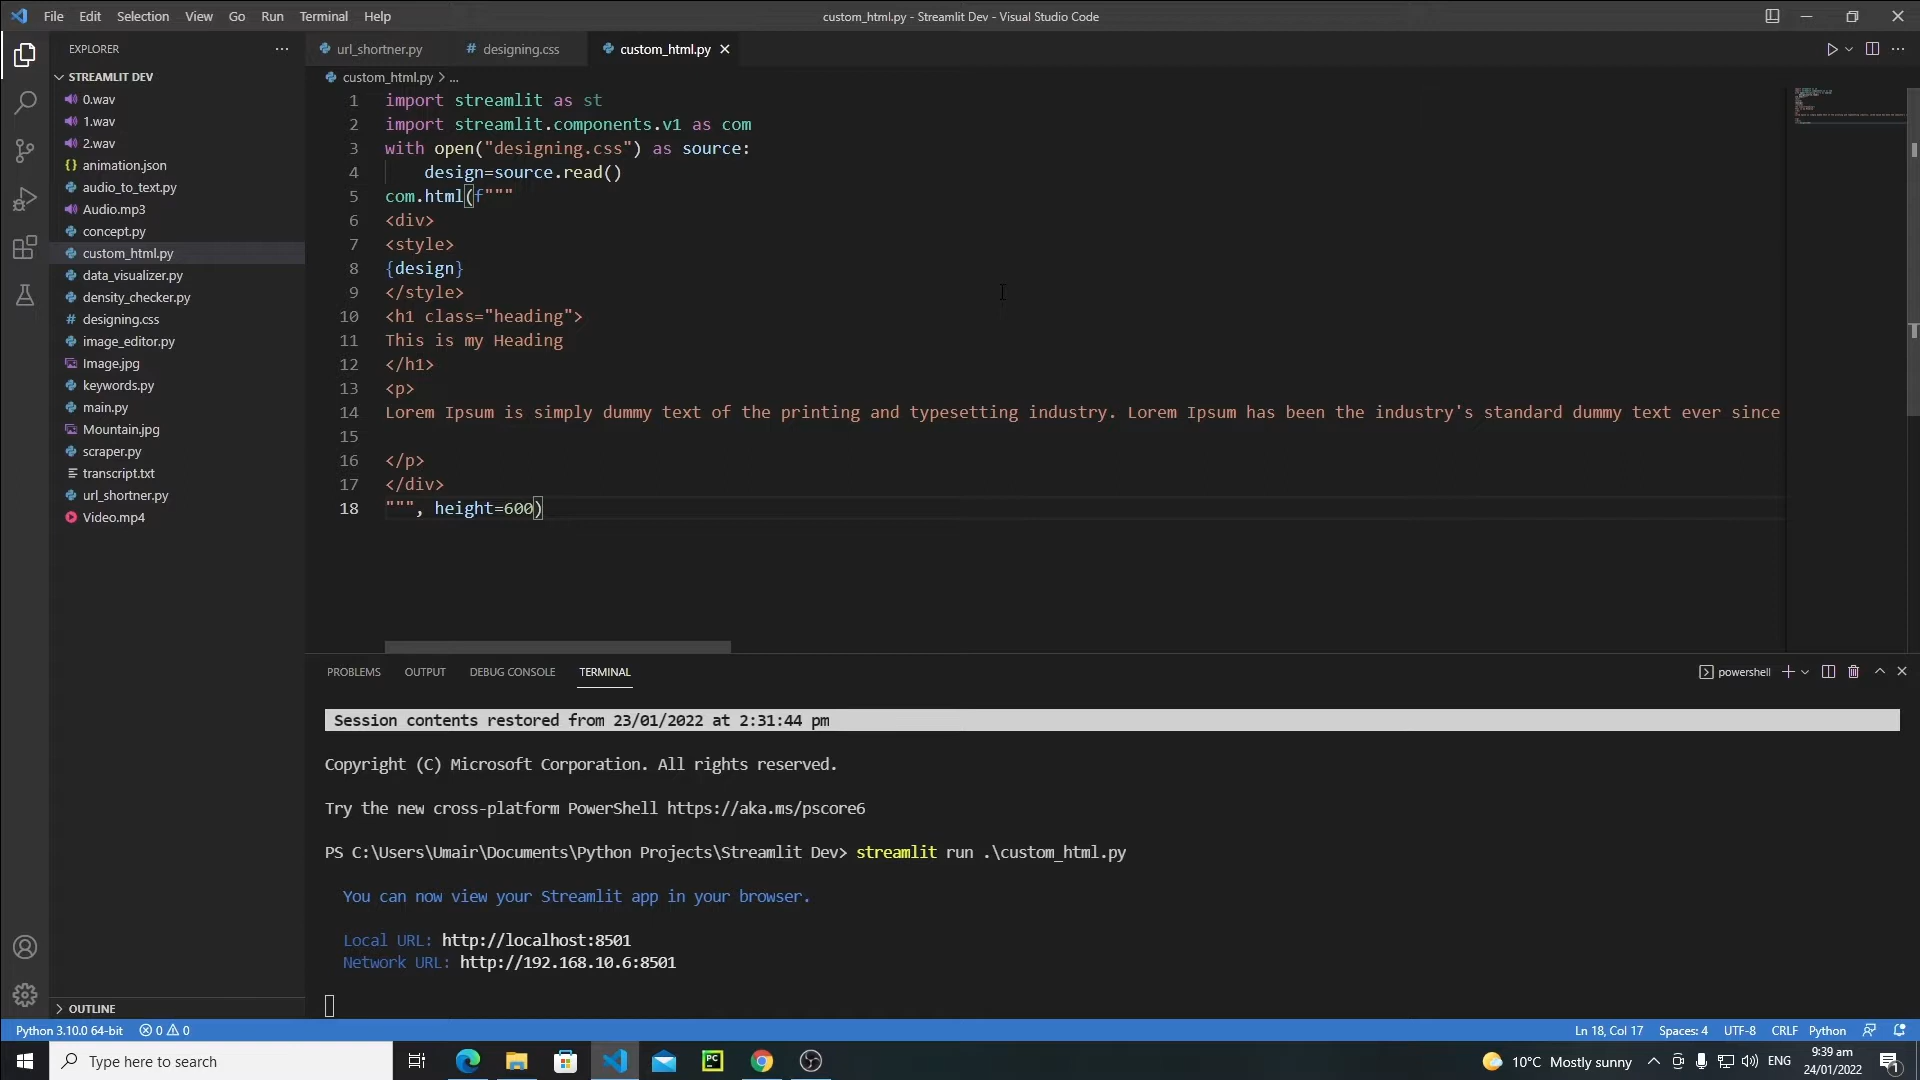 File Edit Selection View Go Run Terminal Help
custom_html.py - Streamlit Dev - Visual Studio Code
EXPLORER
STREAMLIT DEV
0.wav
1.wav
2.wav
animation.json
audio_to_text.py
Audio.mp3
concept.py
custom_html.py
data_visualizer.py
density_checker.py
designing.css
image_editor.py
Image.jpg
keywords.py
main.py
Mountain.jpg
scraper.py
transcript.txt
url_shortner.py
Video.mp4
OUTLINE
url_shortner.py designing.css custom_html.py
custom_html.py > ...
1 import streamlit as st
2 import streamlit.components.v1 as com
3 with open("designing.css") as source:
4 design=source.read()
5 com.html(f"""
6 <div>
7 <style>
8 {design}
9 </style>
10 <h1 class="heading">
11 This is my Heading
12 </h1>
13 <p>
14 Lorem Ipsum is simply dummy text of the printing and typesetting industry. Lorem Ipsum has been the industry's standard dummy text ever since
15
16 </p>
17 </div>
18 """, height=600)
PROBLEMS OUTPUT DEBUG CONSOLE TERMINAL
powershell
Session contents restored from 23/01/2022 at 2:31:44 pm
Copyright (C) Microsoft Corporation. All rights reserved.
Try the new cross-platform PowerShell https://aka.ms/pscore6
PS C:\Users\Umair\Documents\Python Projects\Streamlit Dev> streamlit run .\custom_html.py
You can now view your Streamlit app in your browser.
Local URL: http://localhost:8501
Network URL: http://192.168.10.6:8501
Python 3.10.0 64-bit 0 0
Ln 18, Col 17 Spaces: 4 UTF-8 CRLF Python
Type here to search
PC
10°C Mostly sunny
ENG
9:39 am
24/01/2022
1